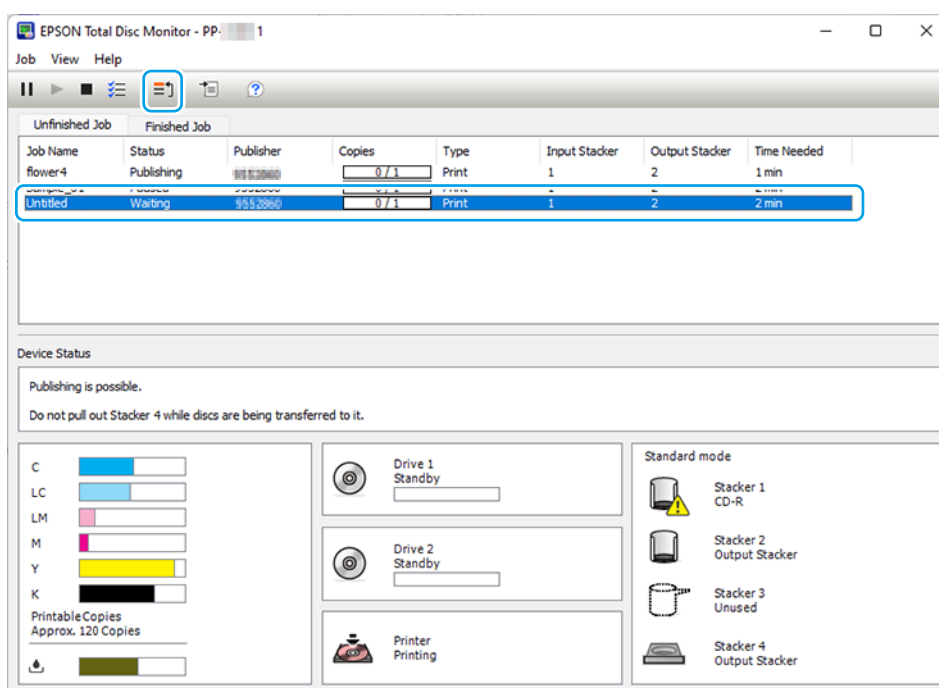 EPSON Total Disc Monitor - PP- 1
Job View Help
Unfinished Job Finished Job
Job Name Status Publisher Copies Type Input Stacker Output Stacker Time Needed
flower4 Publishing 0 / 1 Print 1 2 1 min
Untitled Waiting 9552860 0 / 1 Print 1 2 2 min
Device Status
Publishing is possible.
Do not pull out Stacker 4 while discs are being transferred to it.
C
LC
LM
M
Y
K
Printable Copies
Approx. 120 Copies
Drive 1
Standby
Drive 2
Standby
Printer
Printing
Standard mode
Stacker 1
CD-R
Stacker 2
Output Stacker
Stacker 3
Unused
Stacker 4
Output Stacker